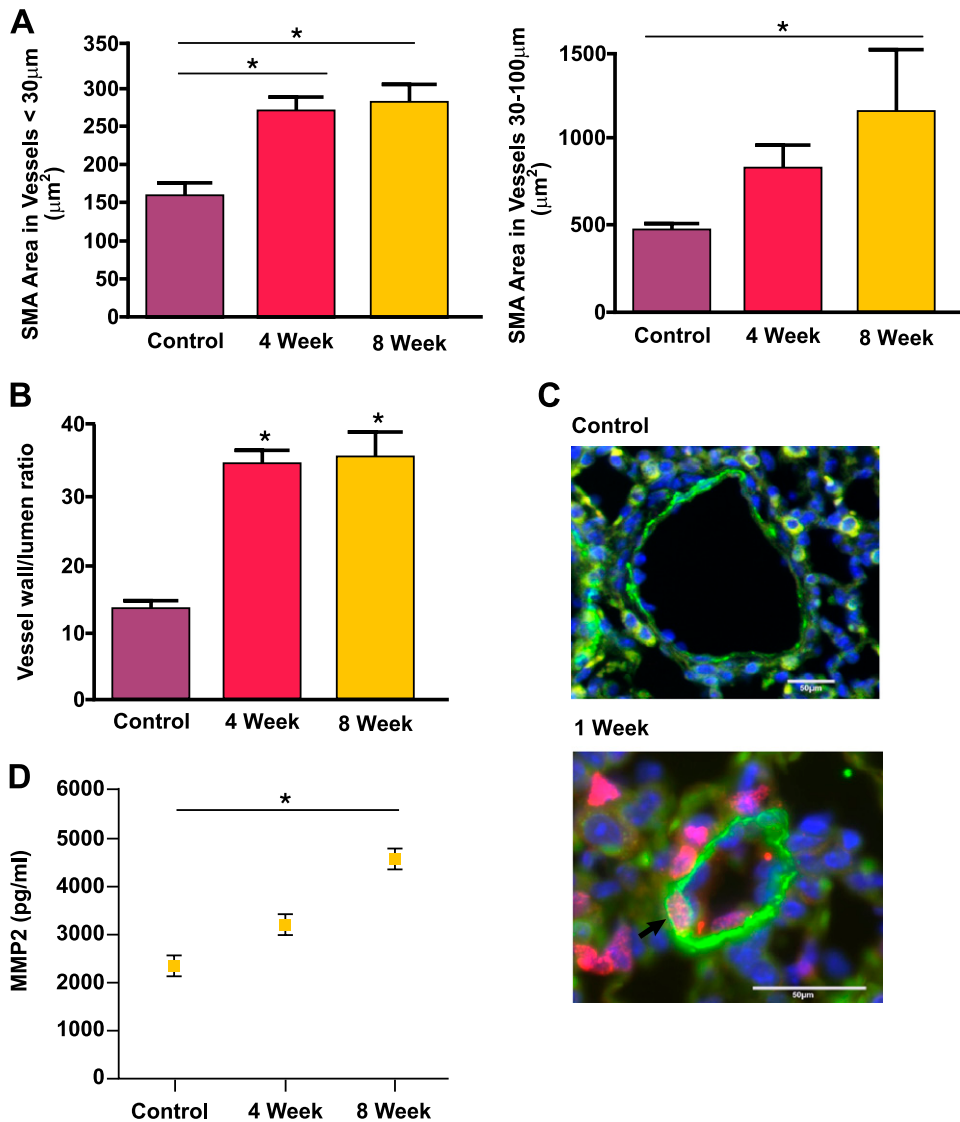 A
SMA Area in Vessels < 30μm
(μm²)
350
300
250
200
150
100
50
0
*
*
Control
4 Week
8 Week
SMA Area in Vessels 30-100μm
(μm²)
1500
1000
500
0
*
Control
4 Week
8 Week
B
Vessel wall/lumen ratio
40
30
20
10
0
*
*
Control
4 Week
8 Week
C
Control
50μm
1 Week
50μm
D
MMP2 (pg/ml)
6000
5000
4000
3000
2000
1000
0
*
Control
4 Week
8 Week